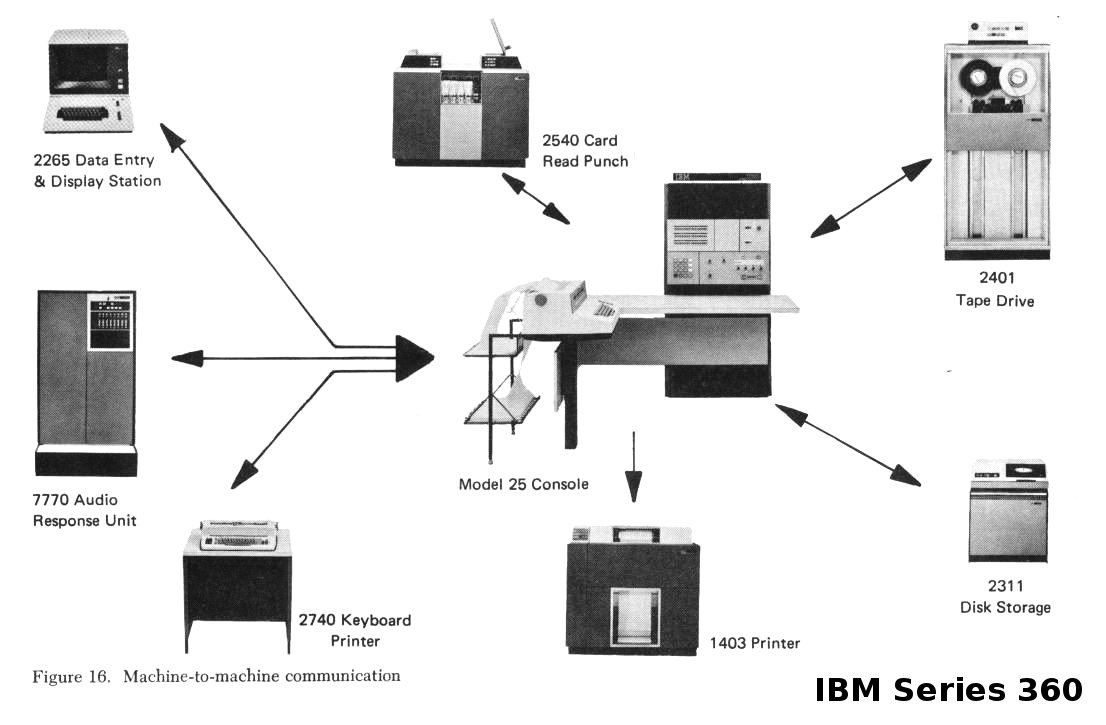 2265 Data Entry
& Display Station
2540 Card
Read Punch
IBM
2401
Tape Drive
7770 Audio
Response Unit
Model 25 Console
2740 Keyboard
Printer
1403 Printer
2311
Disk Storage
Figure 16. Machine-to-machine communication
IBM Series 360